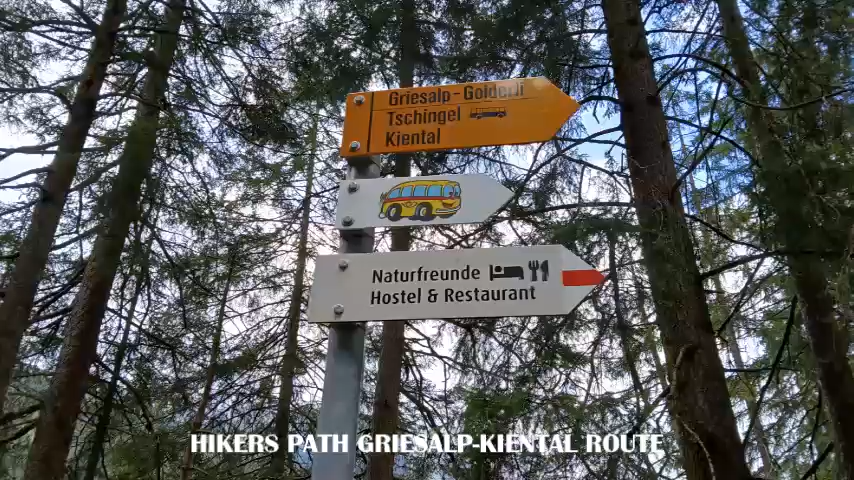 Griesalp-Golderli
Tschingel
Kiental
Naturfreunde
Hostel & Restaurant
HIKERS PATH GRIESALP-KIENTAL ROUTE